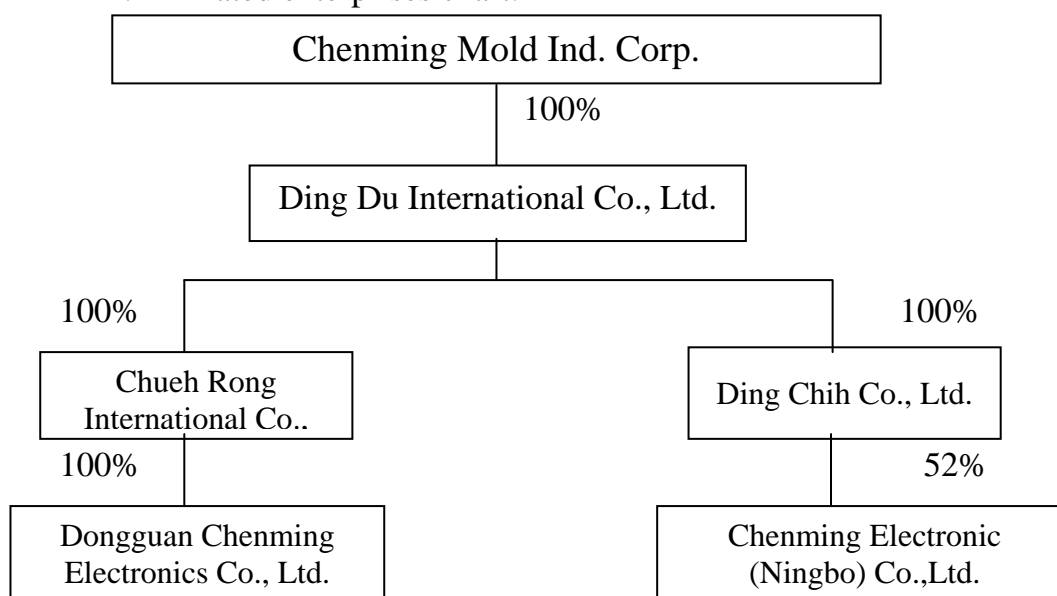 Chenming Mold Ind. Corp.
100%
Ding Du International Co., Ltd.
100%
100%
Chueh Rong
International Co..
Ding Chih Co., Ltd.
100%
52%
Dongguan Chenming
Electronics Co., Ltd.
Chenming Electronic
(Ningbo) Co.,Ltd.